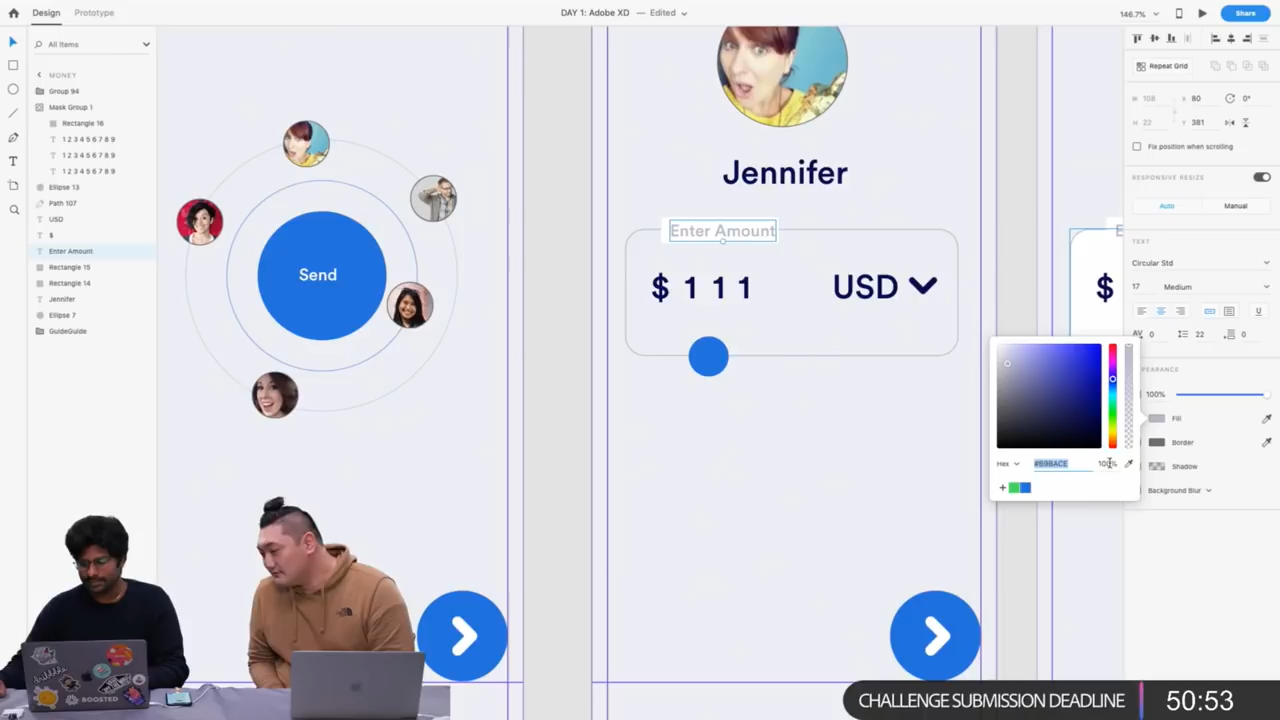 Design
Prototype
DAY 1: Adobe XD — Edited
146.7%
Share
All Items
MONEY
Group 94
Mask Group 1
Rectangle 16
1 2 3 4 5 6 7 8 9
1 2 3 4 5 6 7 8 9
1 2 3 4 5 6 7 8 9
Ellipse 13
Path 107
USD
$
Enter Amount
Rectangle 15
Rectangle 14
Jennifer
Ellipse 7
GuideGuide
Send
Jennifer
Enter Amount
$ 1 1 1
USD
$
Repeat Grid
W 108 X 80 0°
H 22 Y 381
Fix position when scrolling
RESPONSIVE RESIZE
Auto
Manual
TEXT
Circular Std
17 Medium
0 22 0
PEARANCE
100%
Fill
Border
Shadow
Background Blur
Hex #B9BACE 100%
BOOSTED
CHALLENGE SUBMISSION DEADLINE
50:53